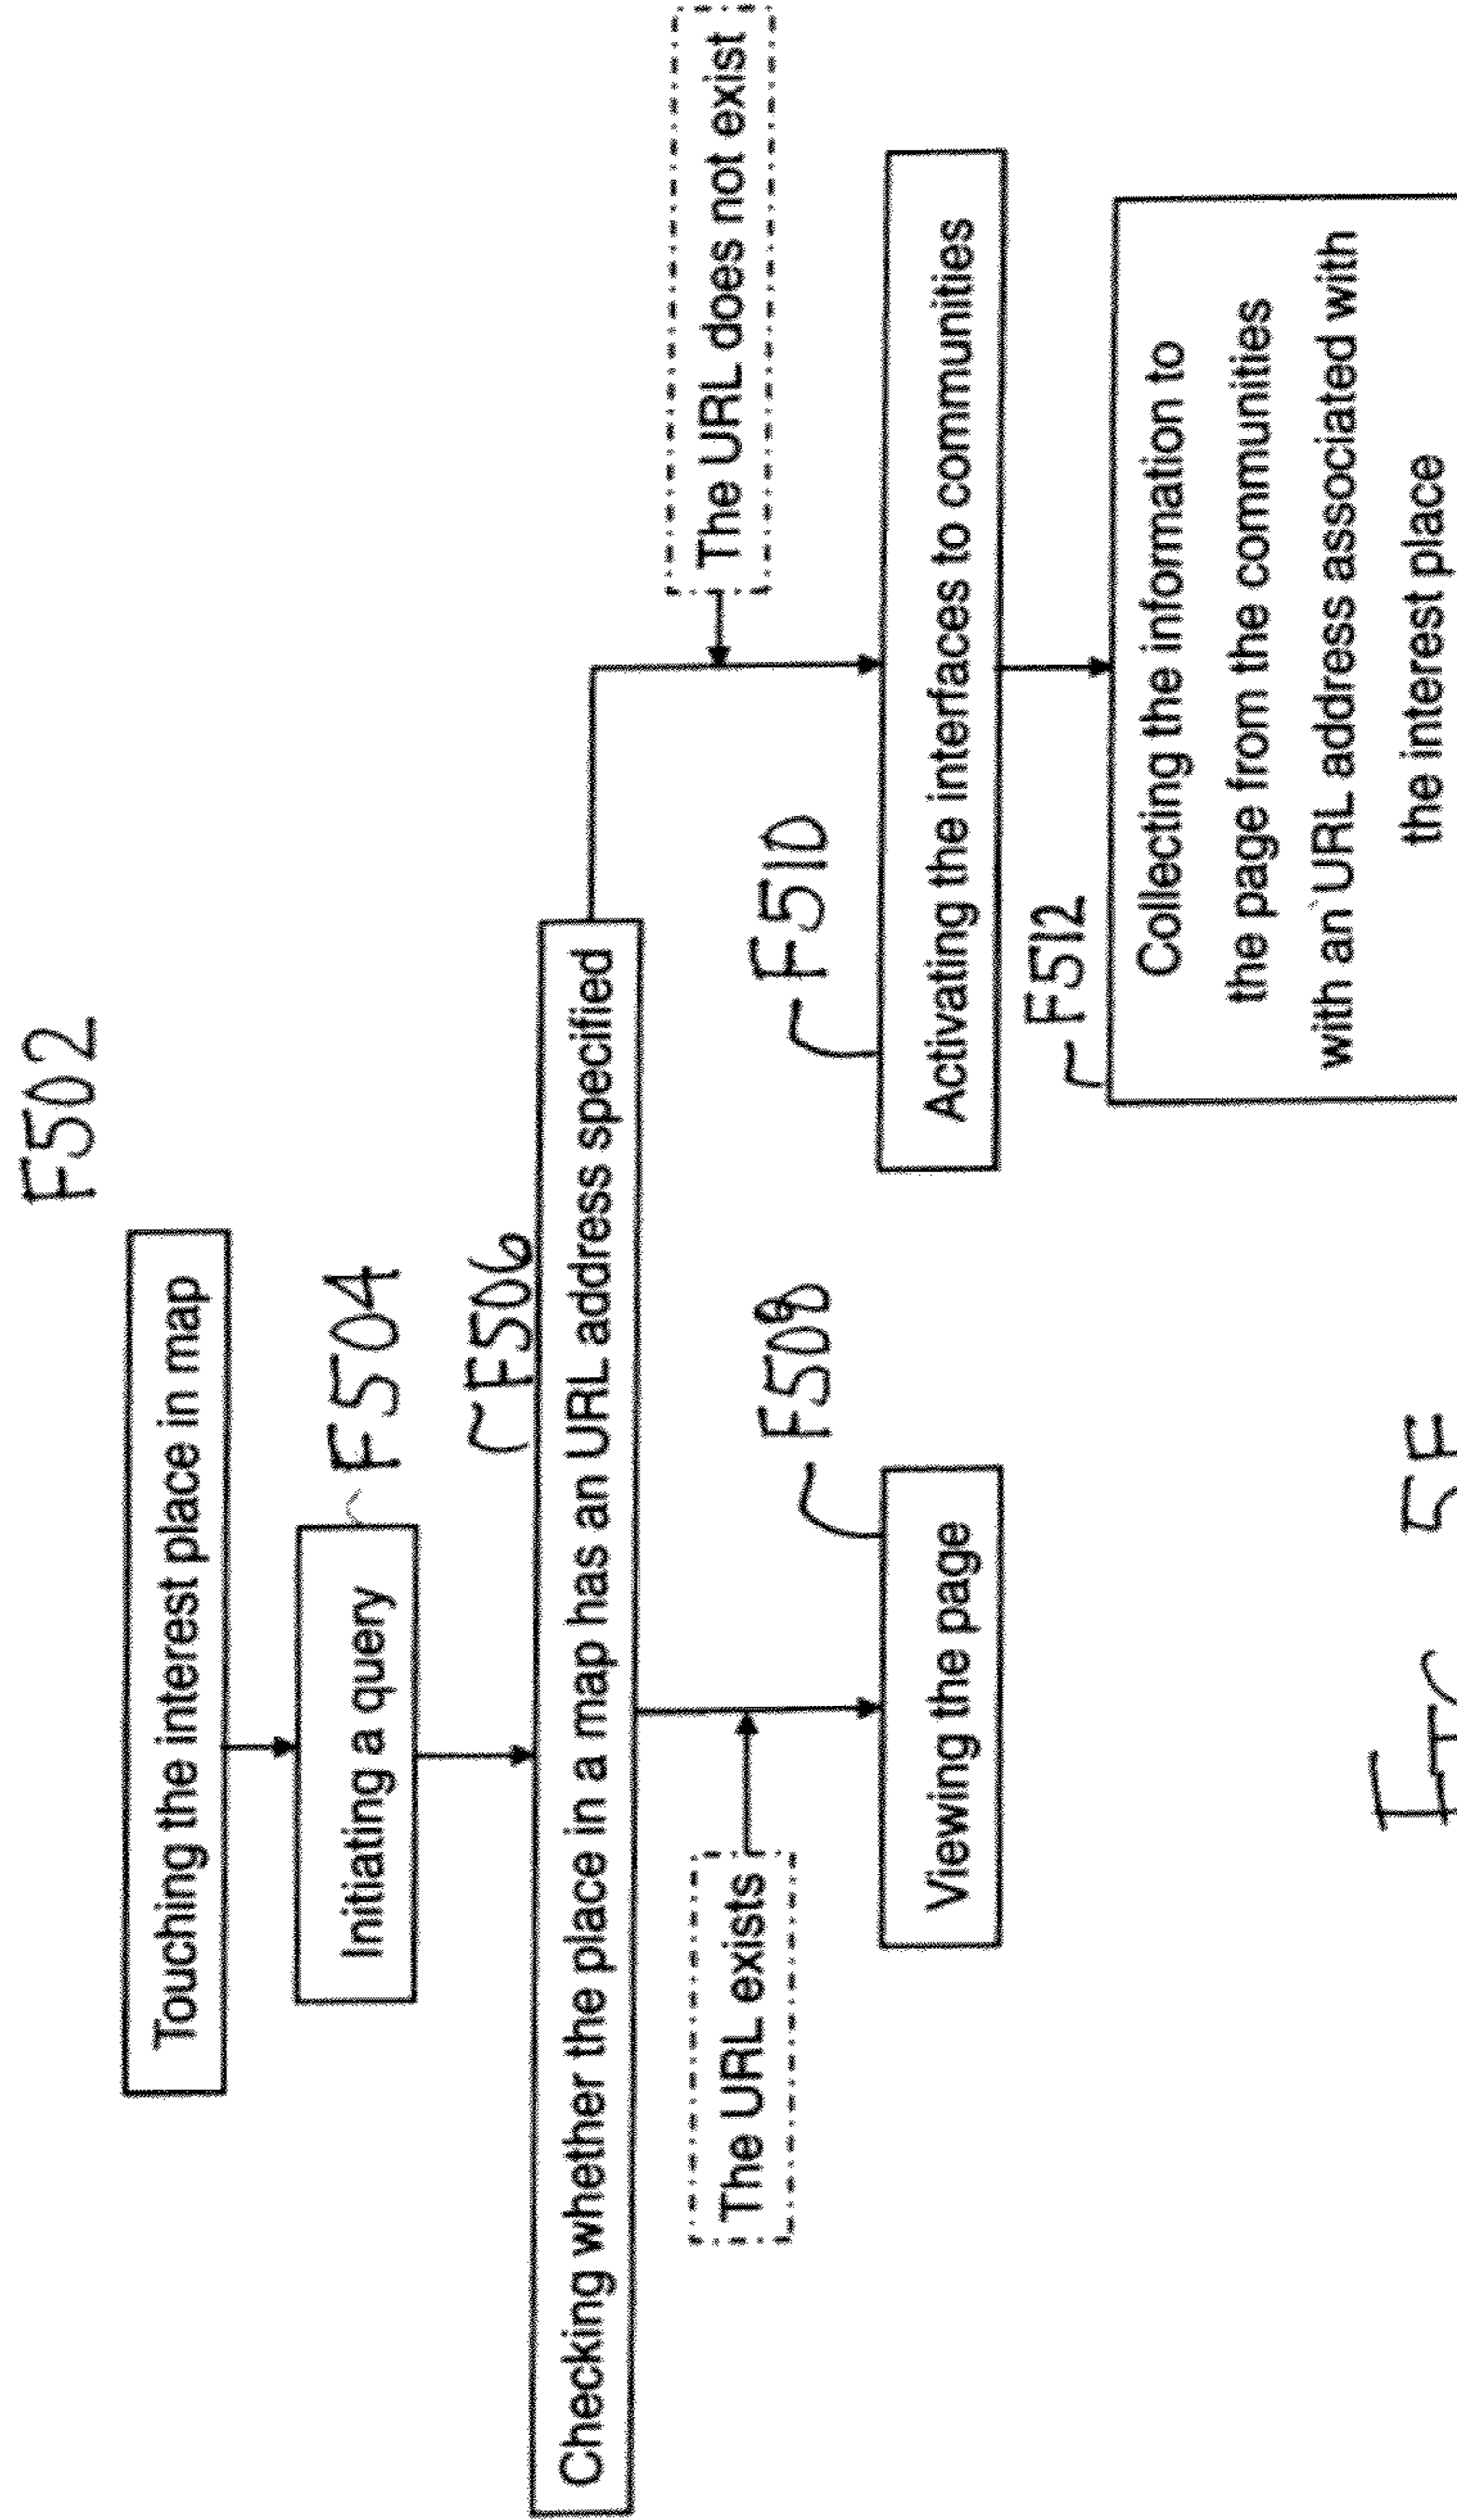 F502
Touching the interest place in map
F504
Initiating a query
F506
Checking whether the place in a map has an URL address specified
The URL exists
The URL does not exist
F508
Viewing the page
F510
Activating the interfaces to communities
F512
Collecting the information to
the page from the communities
with an URL address associated with
the interest place